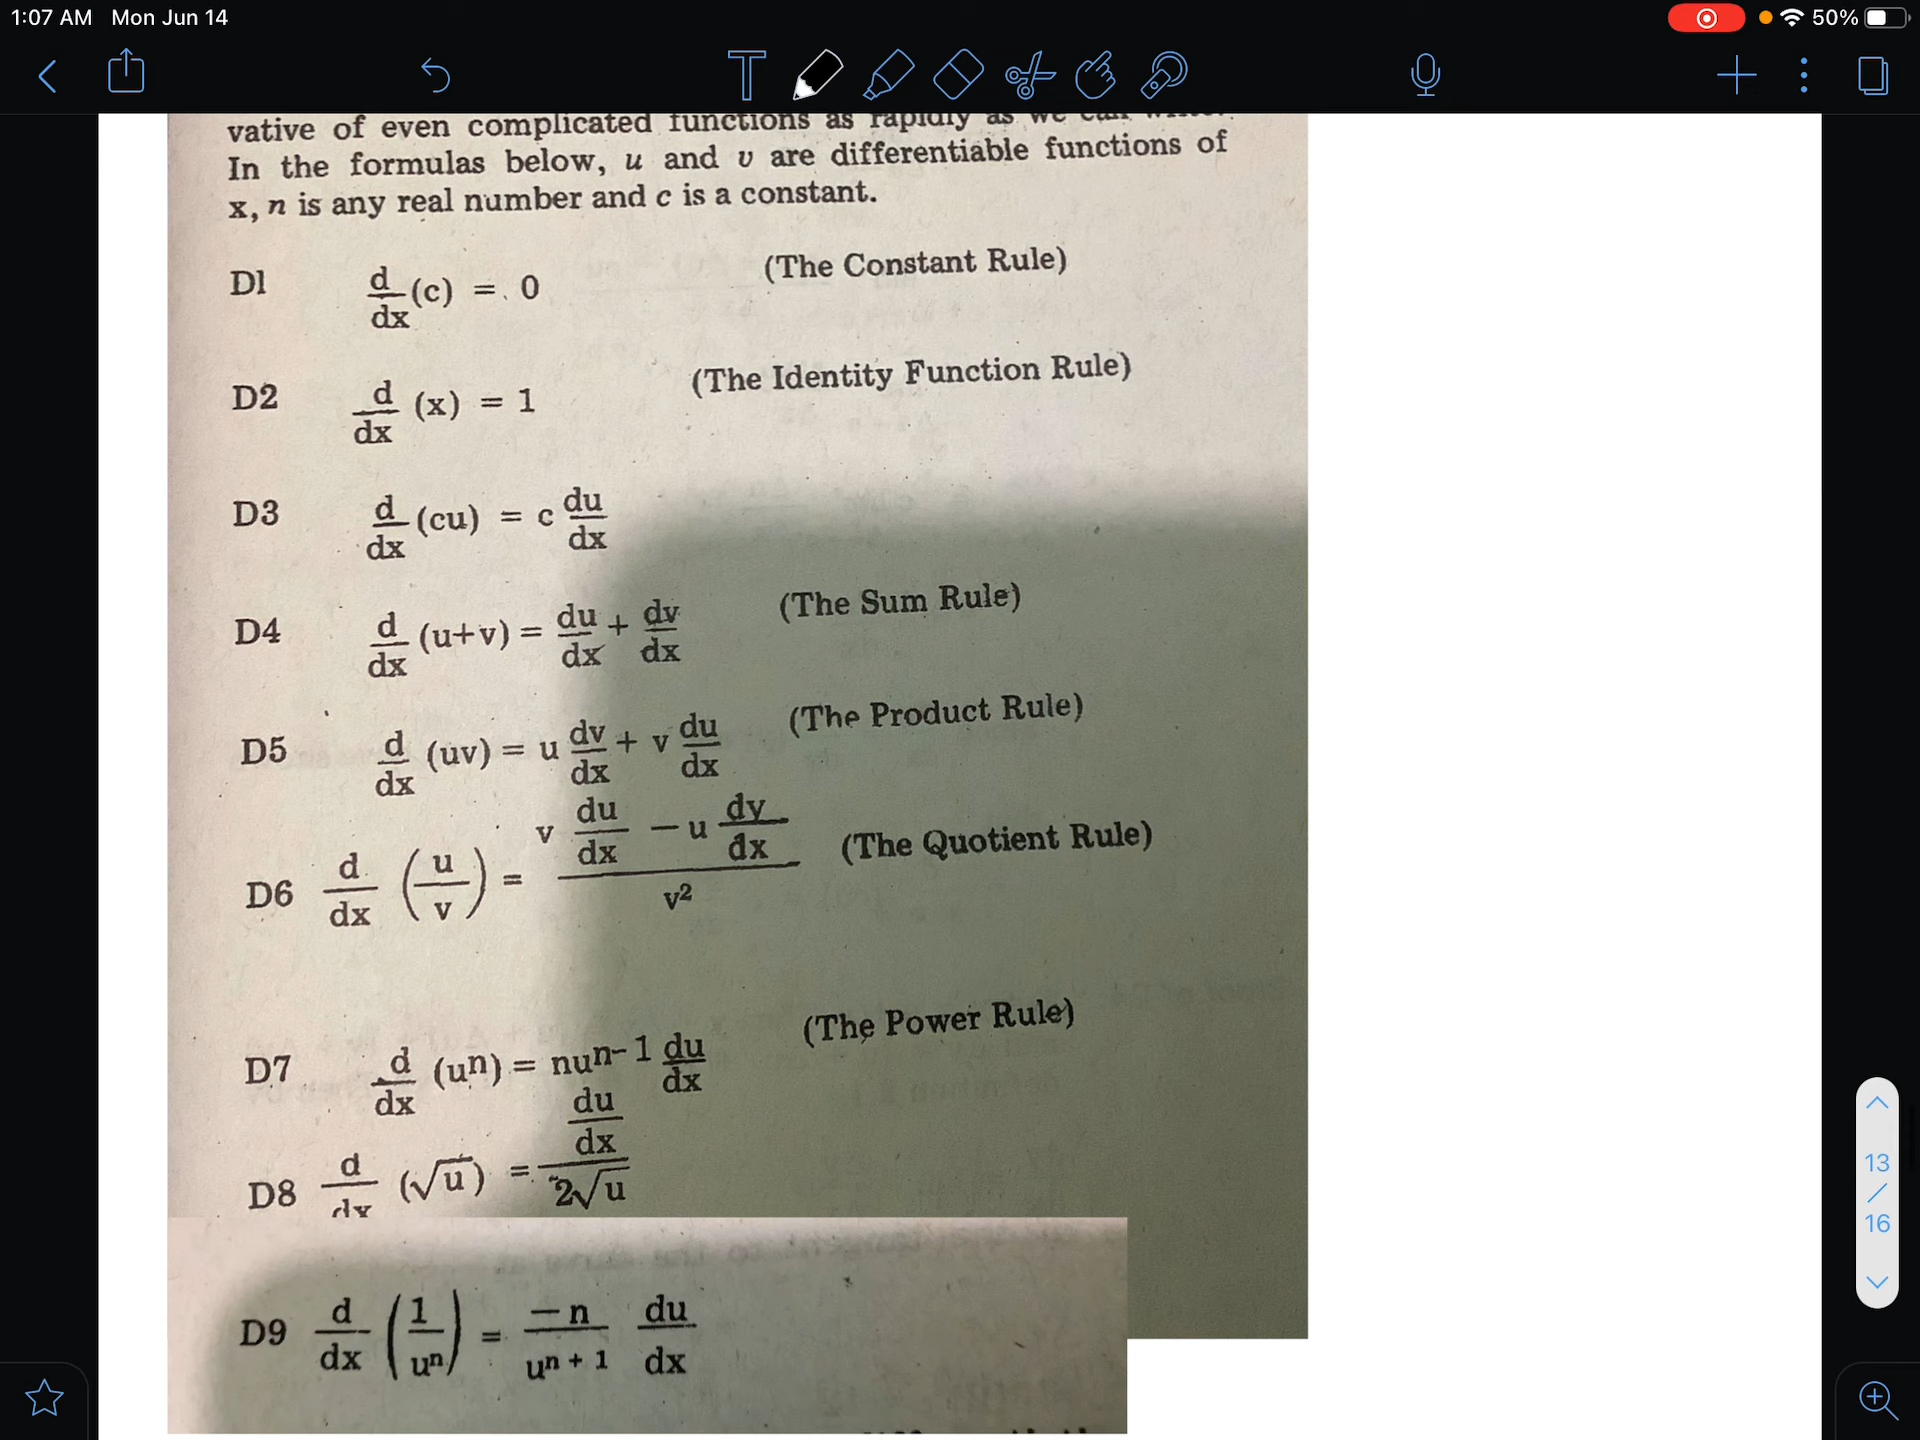 1:07 AM Mon Jun 14
50%
vative of even complicated functions as rapidly as we can
In the formulas below, u and v are differentiable functions of
x, n is any real number and c is a constant.
D1 d/dx (c) = 0 (The Constant Rule)
D2 d/dx (x) = 1 (The Identity Function Rule)
D3 d/dx (cu) = c du/dx
D4 d/dx (u+v) = du/dx + dv/dx (The Sum Rule)
D5 d/dx (uv) = u dv/dx + v du/dx (The Product Rule)
D6 d/dx (u/v) = (v du/dx - u dv/dx) / v² (The Quotient Rule)
D7 d/dx (uⁿ) = nuⁿ⁻¹ du/dx (The Power Rule)
D8 d/dx (√u) = (du/dx) / 2√u
D9 d/dx (1/uⁿ) = -n/uⁿ⁺¹ du/dx
13
/
16